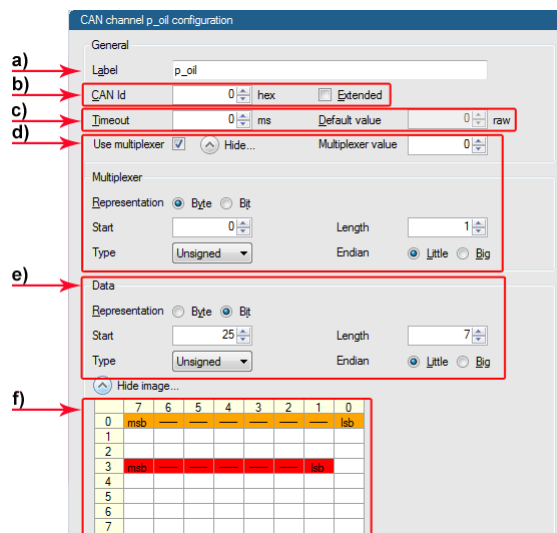 CAN channel p_oil configuration
General
a)
Label p_oil
b)
CAN Id 0 hex Extended
c)
Timeout 0 ms Default value 0 raw
d)
Use multiplexer Hide... Multiplexer value 0
Multiplexer
Representation Byte Bit
Start 0 Length 1
Type Unsigned Endian Little Big
e)
Data
Representation Byte Bit
Start 25 Length 7
Type Unsigned Endian Little Big
Hide image...
f)
7 6 5 4 3 2 1 0
0 msb — — — — — — lsb
1
2
3 msb — — — — — lsb
4
5
6
7